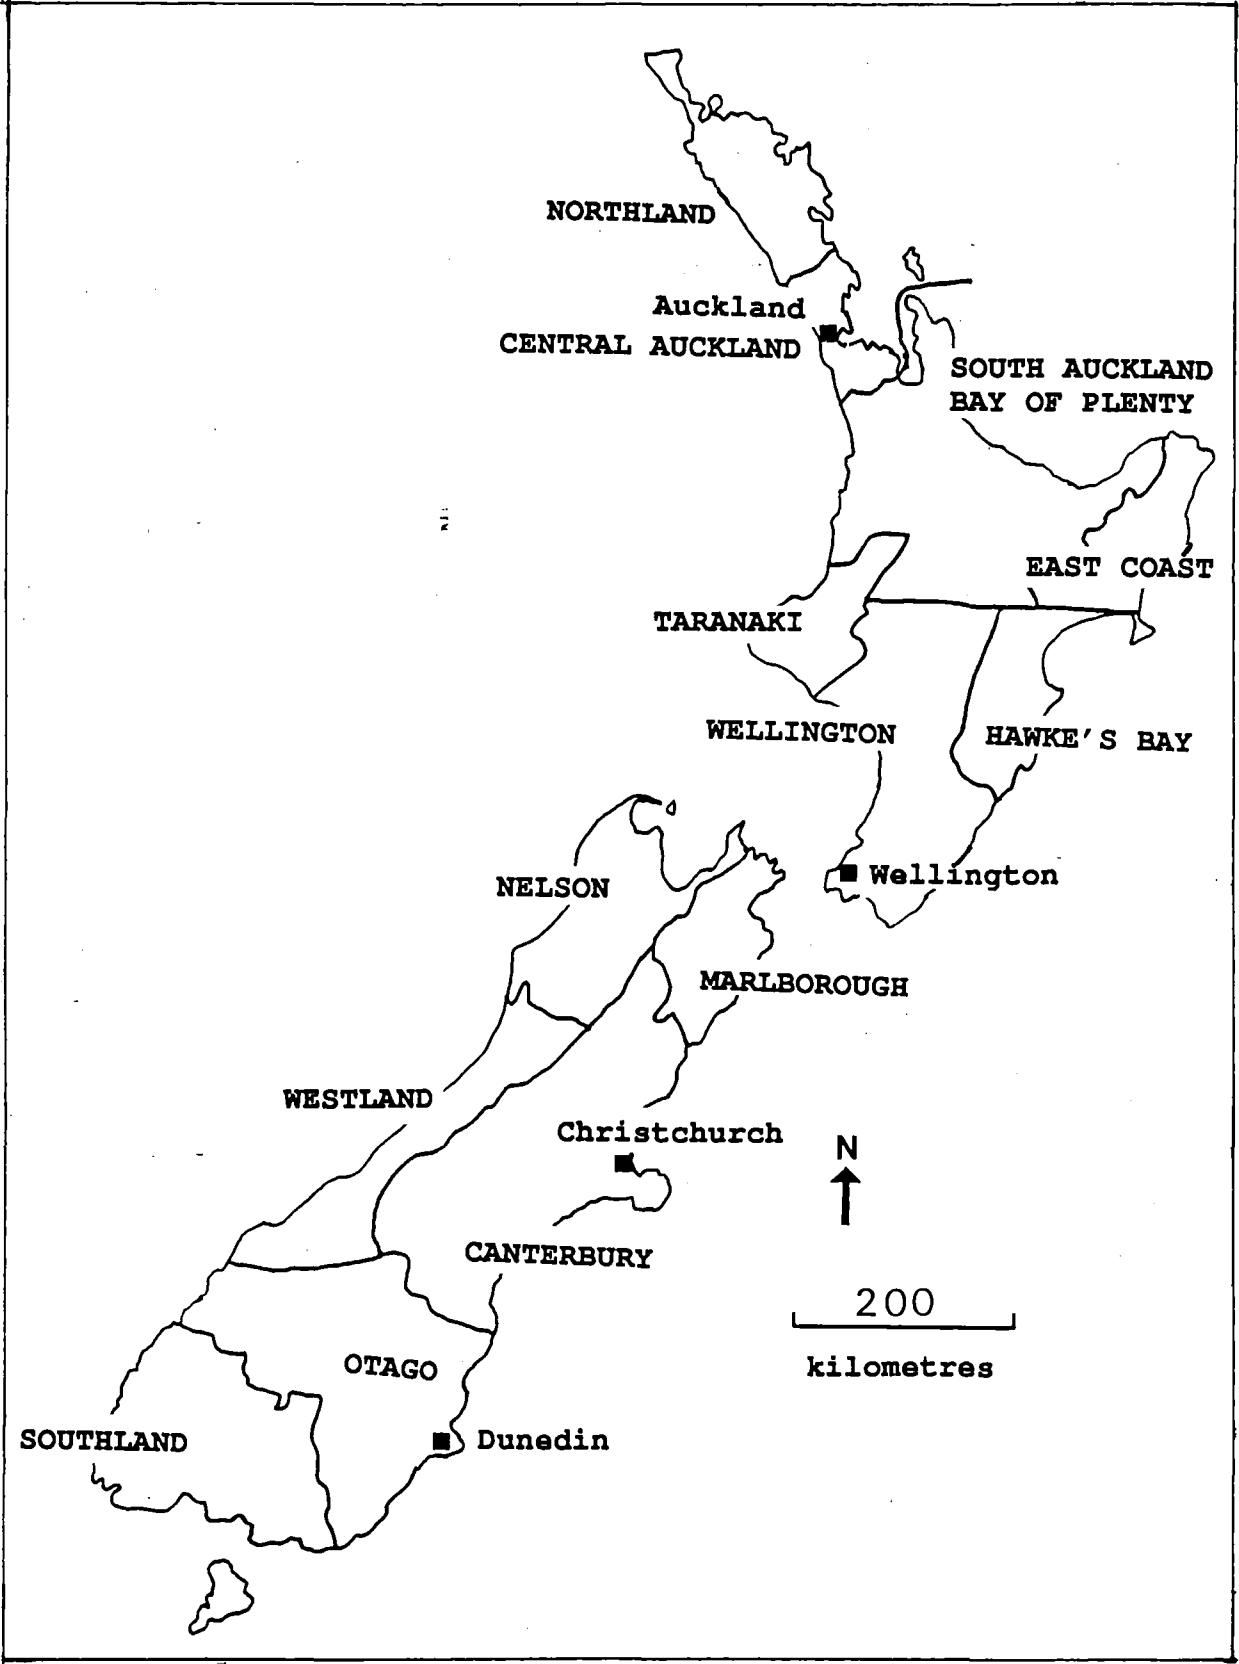 NORTHLAND
Auckland
CENTRAL AUCKLAND
SOUTH AUCKLAND
BAY OF PLENTY
EAST COAST
TARANAKI
WELLINGTON
HAWKE'S BAY
Wellington
NELSON
MARLBOROUGH
WESTLAND
Christchurch
N
CANTERBURY
200
kilometres
OTAGO
SOUTHLAND
Dunedin